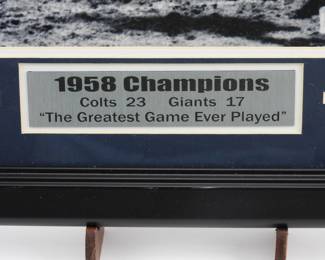 1958 Champions
Colts 23 Giants 17
"The Greatest Game Ever Played"